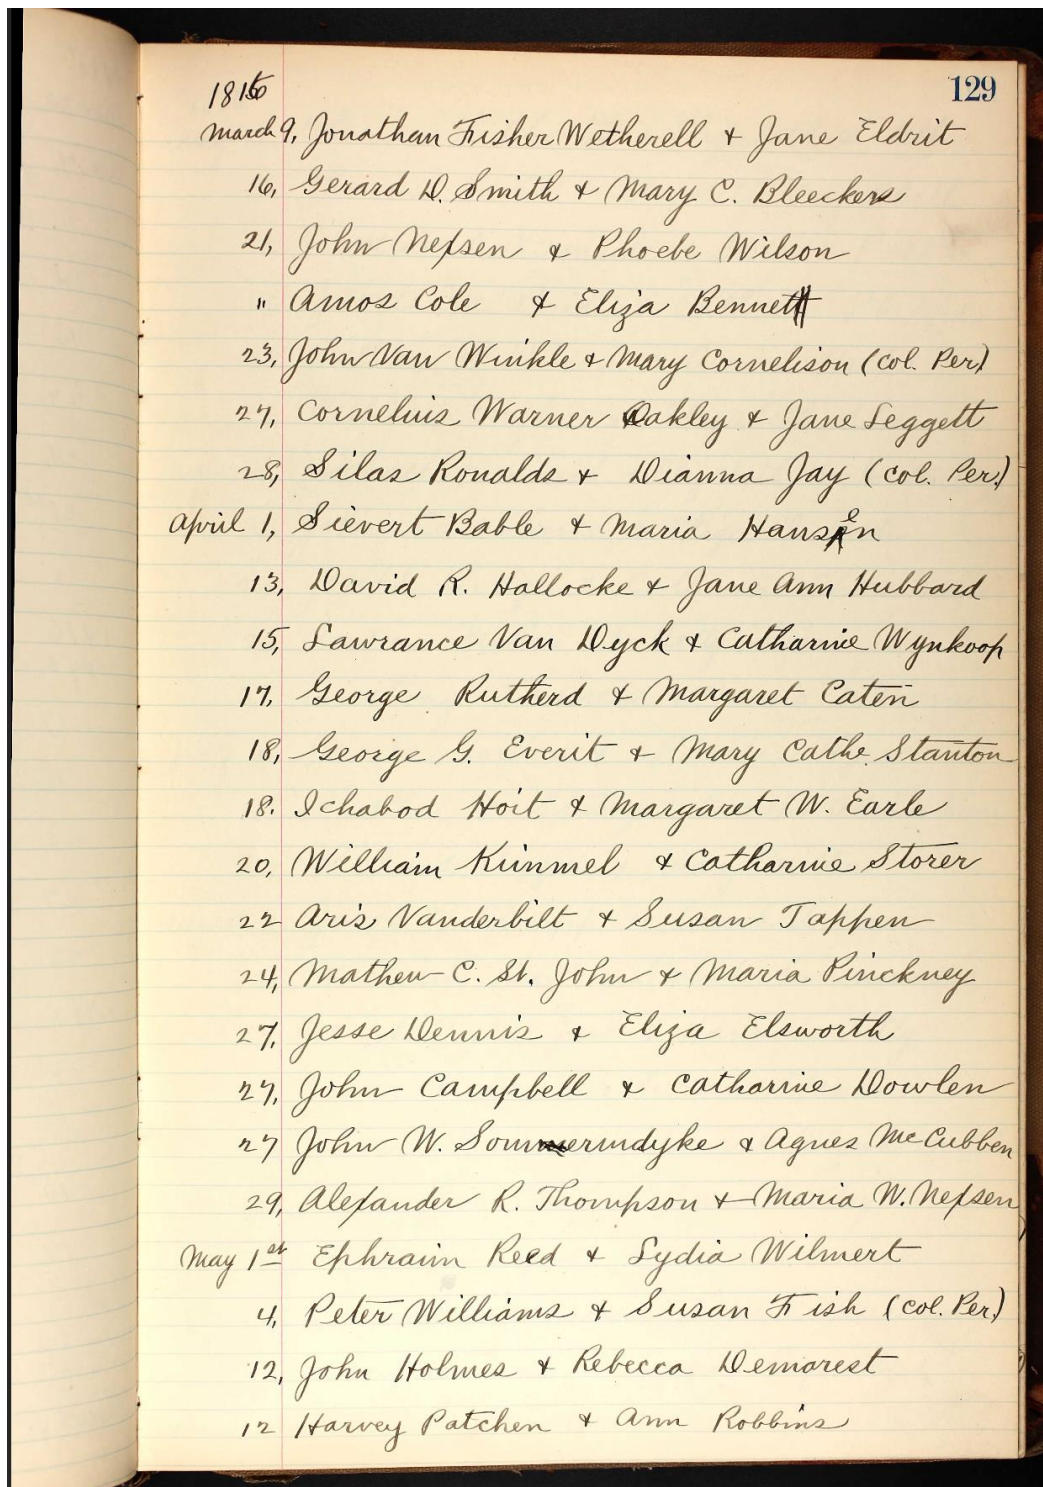 129
1816
March 9, Jonathan Fisher Wetherell & Jane Eldrit
16, Gerard D. Smith & Mary C. Bleecker
21, John Nexsen & Phoebe Wilson
" Amos Cole & Eliza Bennet
23, John Van Winkle & Mary Cornelison (col. Per)
27, Cornelius Warner Oakley & Jane Leggett
28, Silas Ronalds & Dianna Jay (col. Per)
April 1, Sievert Bable & Maria Hansen
13, David R. Hallocke & Jane Ann Hubbard
15, Lawrance Van Dyck & Catharine Wynkoop
17, George Rutherd & Margaret Caten
18, George G. Everit & Mary Cathe. Stanton
18. Ichabod Hoit & Margaret W. Earle
20, William Kimmel & Catharine Storer
22 Aris Vanderbilt & Susan Tappen
24, Mathew C. St. John & Maria Pinckney
27, Jesse Dennis & Eliza Elsworth
27, John Campbell & Catharine Dowlen
27 John W. Sommerindyke & Agnes McCubben
29, Alexander R. Thompson & Maria W. Nexsen
May 1st Ephraim Reed & Lydia Wilmert
4, Peter Williams & Susan Fish (col. Per)
12, John Holmes & Rebecca Demarest
12 Harvey Patchen & Ann Robbins